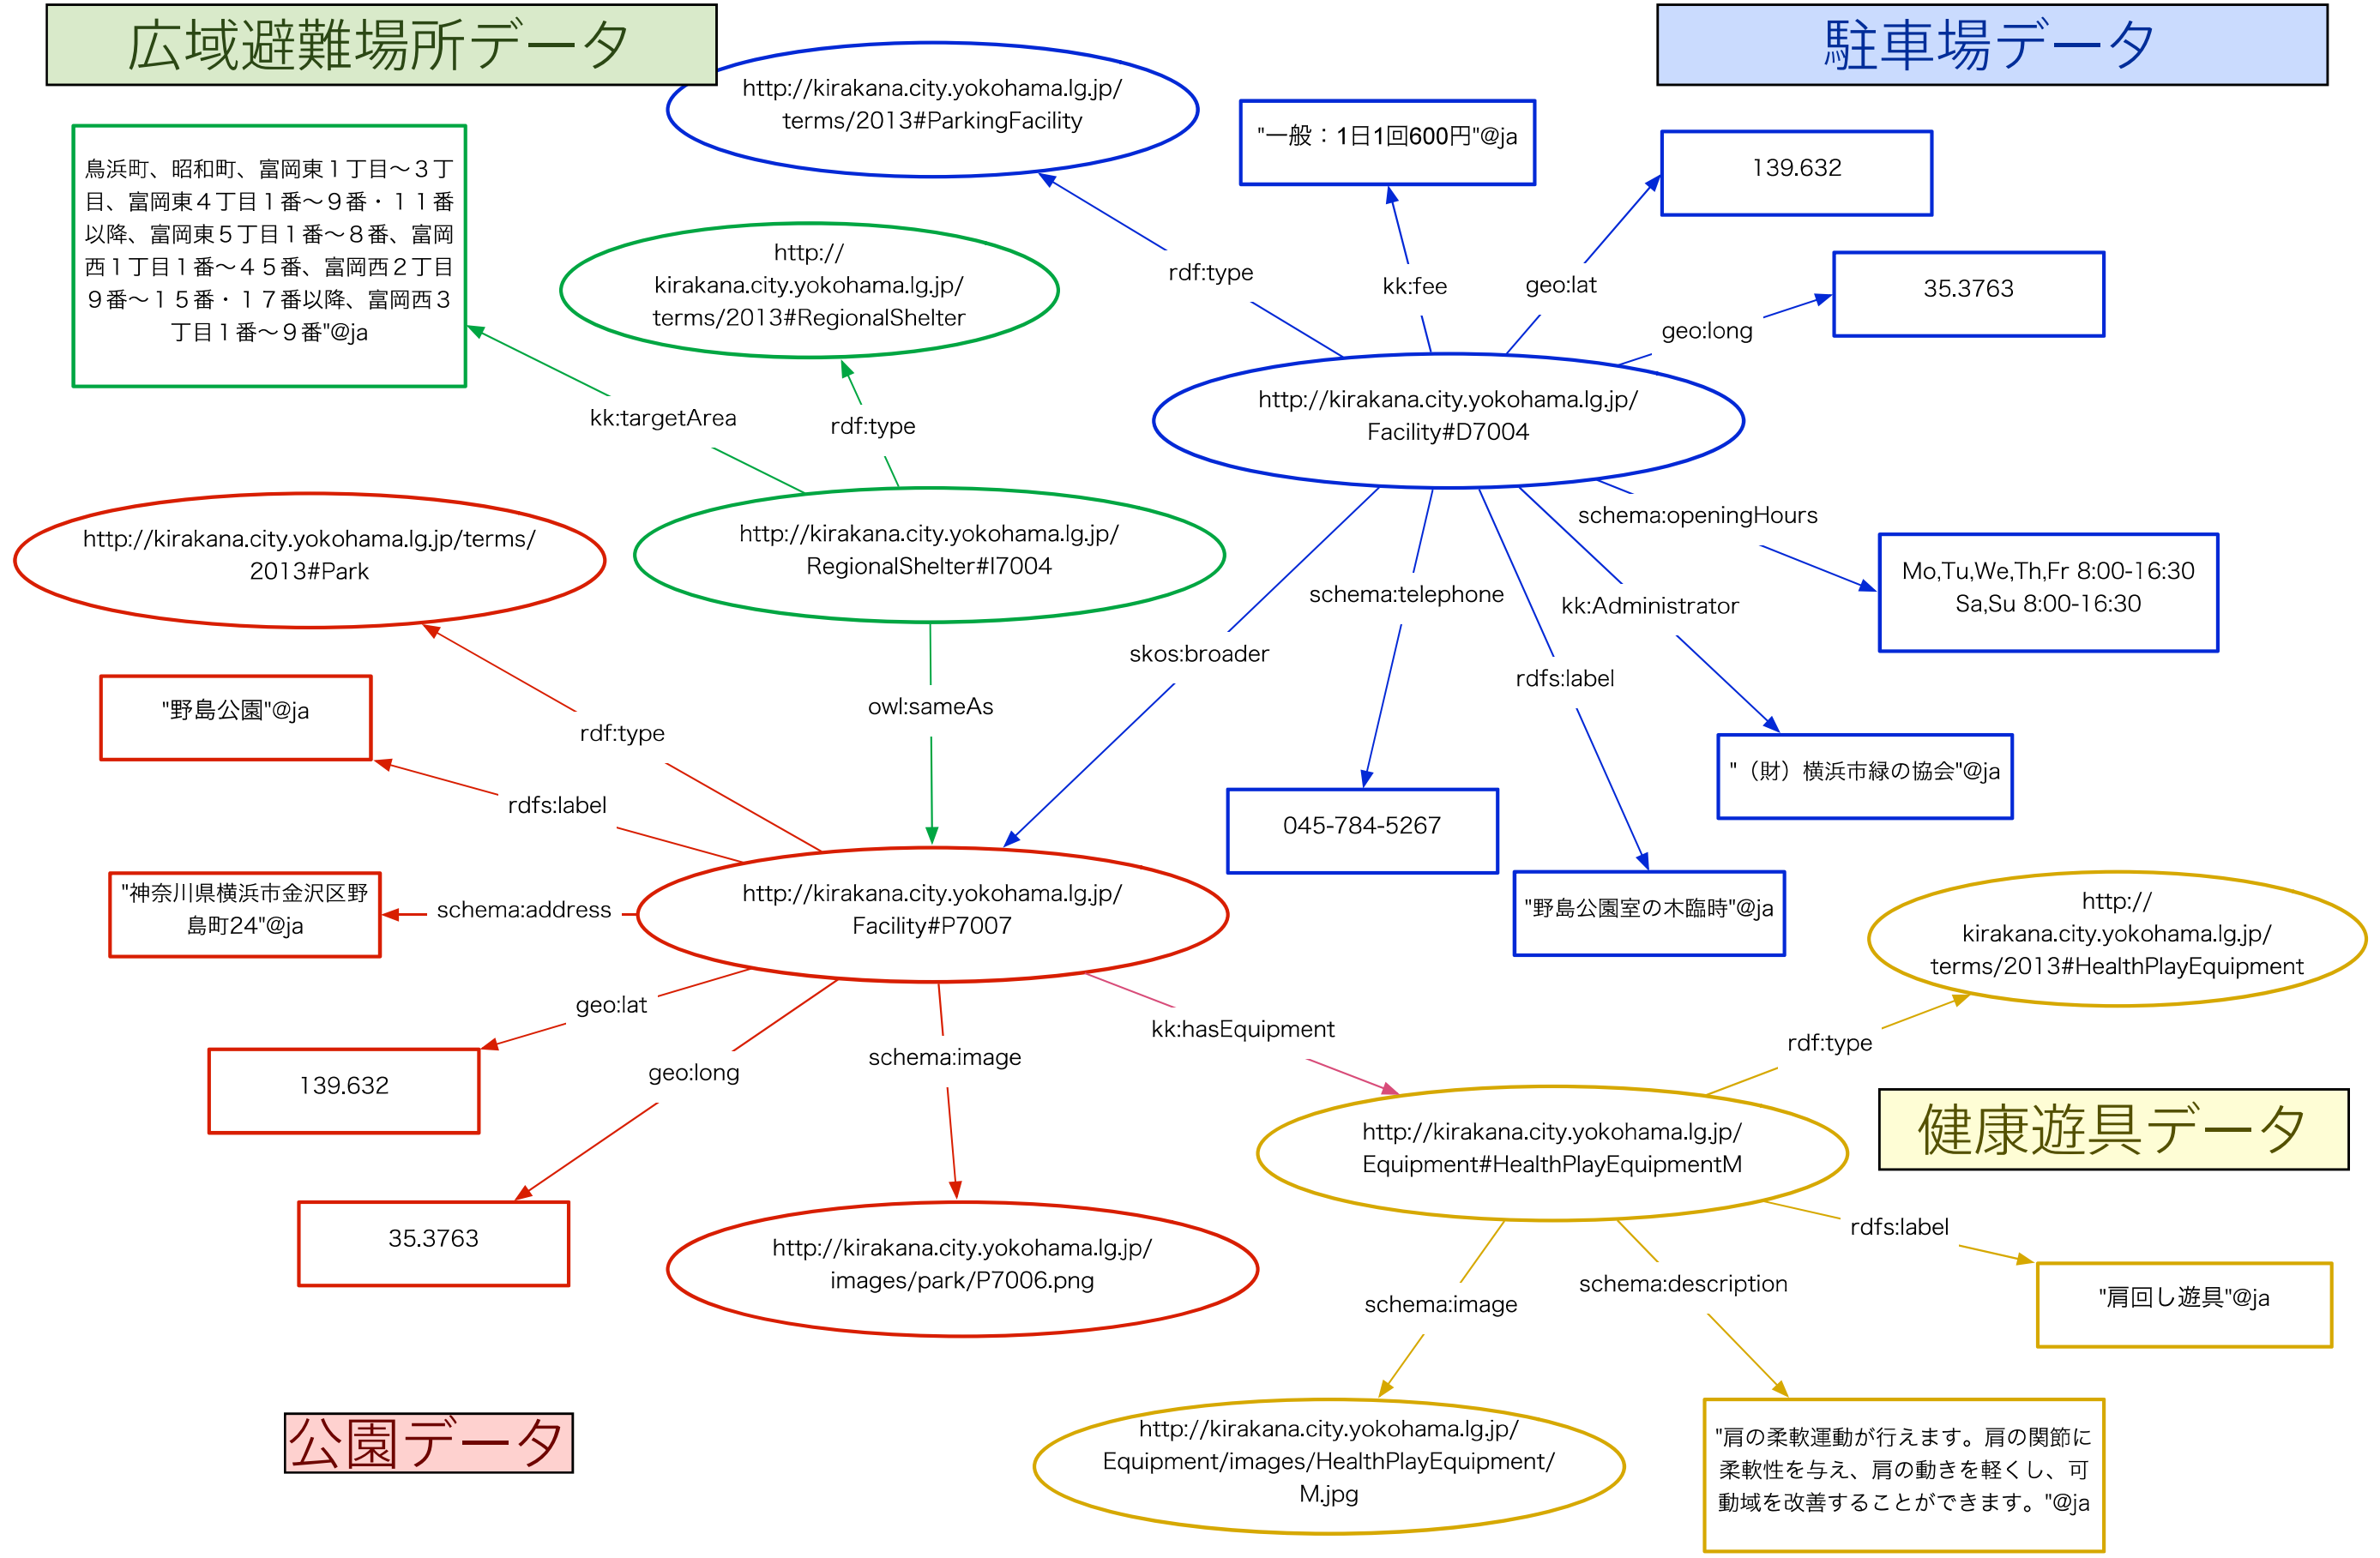 広域避難場所データ
駐車場データ
http://kirakana.city.yokohama.lg.jp/
terms/2013#ParkingFacility
"一般：1日1回600円"@ja
139.632
鳥浜町、昭和町、富岡東１丁目〜３丁
目、富岡東４丁目１番〜９番・１１番
以降、富岡東５丁目１番〜８番、富岡
西１丁目１番〜４５番、富岡西２丁目
９番〜１５番・１７番以降、富岡西３
丁目１番〜９番"@ja
http://
kirakana.city.yokohama.lg.jp/
terms/2013#RegionalShelter
rdf:type
kk:fee
geo:lat
35.3763
geo:long
kk:targetArea
rdf:type
http://kirakana.city.yokohama.lg.jp/
Facility#D7004
http://kirakana.city.yokohama.lg.jp/terms/
2013#Park
http://kirakana.city.yokohama.lg.jp/
RegionalShelter#I7004
schema:openingHours
Mo,Tu,We,Th,Fr 8:00-16:30
Sa,Su 8:00-16:30
schema:telephone
kk:Administrator
skos:broader
rdfs:label
"野島公園"@ja
rdf:type
owl:sameAs
"（財）横浜市緑の協会"@ja
rdfs:label
045-784-5267
"神奈川県横浜市金沢区野
島町24"@ja
schema:address
http://kirakana.city.yokohama.lg.jp/
Facility#P7007
"野島公園室の木臨時"@ja
http://
kirakana.city.yokohama.lg.jp/
terms/2013#HealthPlayEquipment
geo:lat
kk:hasEquipment
rdf:type
139.632
geo:long
schema:image
http://kirakana.city.yokohama.lg.jp/
Equipment#HealthPlayEquipmentM
健康遊具データ
35.3763
http://kirakana.city.yokohama.lg.jp/
images/park/P7006.png
rdfs:label
schema:image
schema:description
"肩回し遊具"@ja
公園データ
http://kirakana.city.yokohama.lg.jp/
Equipment/images/HealthPlayEquipment/
M.jpg
"肩の柔軟運動が行えます。肩の関節に
柔軟性を与え、肩の動きを軽くし、可
動域を改善することができます。"@ja